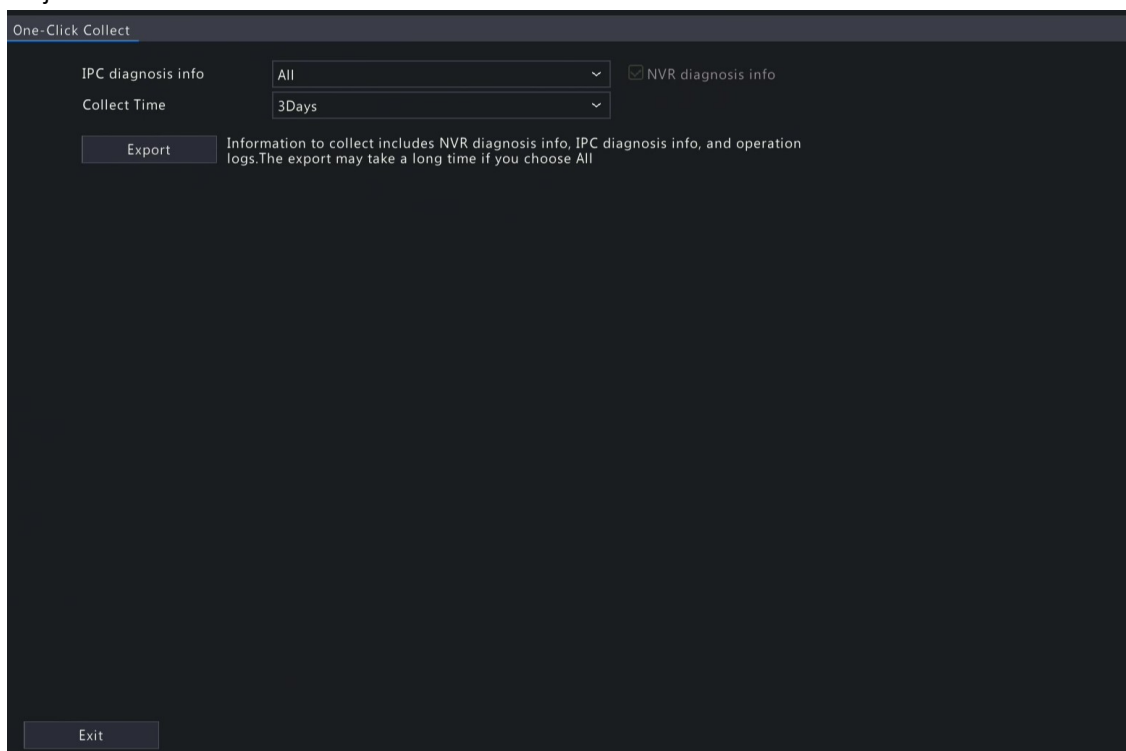 One-Click Collect
IPC diagnosis info All NVR diagnosis info
Collect Time 3Days
Export Information to collect includes NVR diagnosis info, IPC diagnosis info, and operation
logs.The export may take a long time if you choose All
Exit